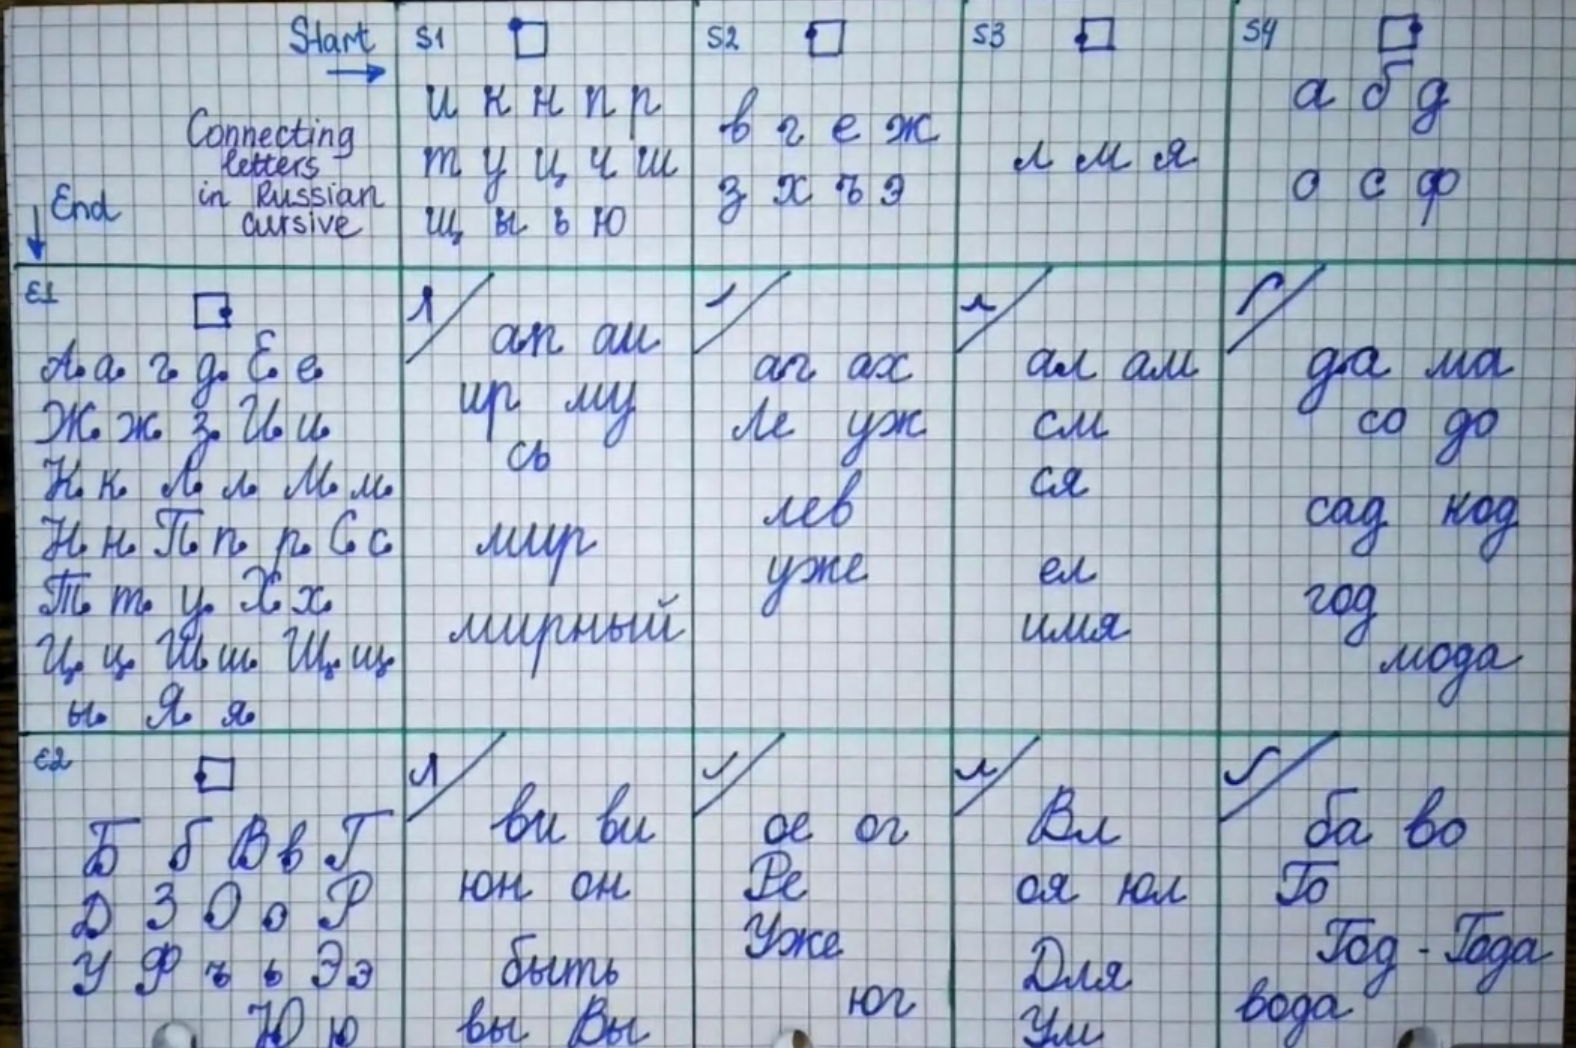 Start
S1
S2
S3
S4
Connecting
letters
in Russian
cursive
End
и к н п р
т у ц ч ш
щ ы ь ю
в г е ж
з х ъ э
л м я
а б д
о с ф
E1
А а г д Е е
Ж ж з И и
К к Л л М м
Н н П п р С с
Т т у Х х
Ц ц Ш ш Щ щ
ы Я я
ап аи
ир му
сь
мир
мирный
аг ах
ле уж
лев
уже
ал ам
см
ся
ел
имя
да ма
со до
сад код
год
мода
E2
Б б В в Г
Д З О о Р
У Ф ъ ь Э э
Ю ю
ви ви
юн он
быть
вы Вы
ое ог
Ре
Уже
юг
Вл
оя юл
Для
Ум
ба во
Го
Год - Года
вода